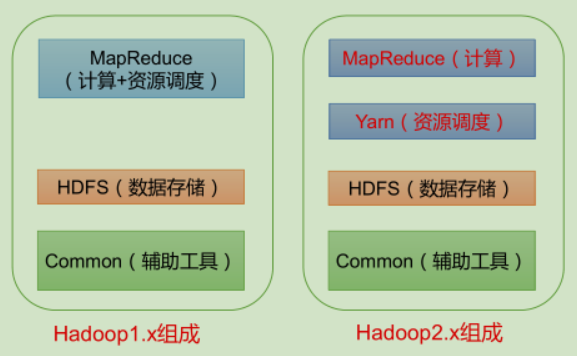 MapReduce
（计算+资源调度）
HDFS（数据存储）
Common（辅助工具）
Hadoop1.x组成
MapReduce（计算）
Yarn（资源调度）
HDFS（数据存储）
Common（辅助工具）
Hadoop2.x组成